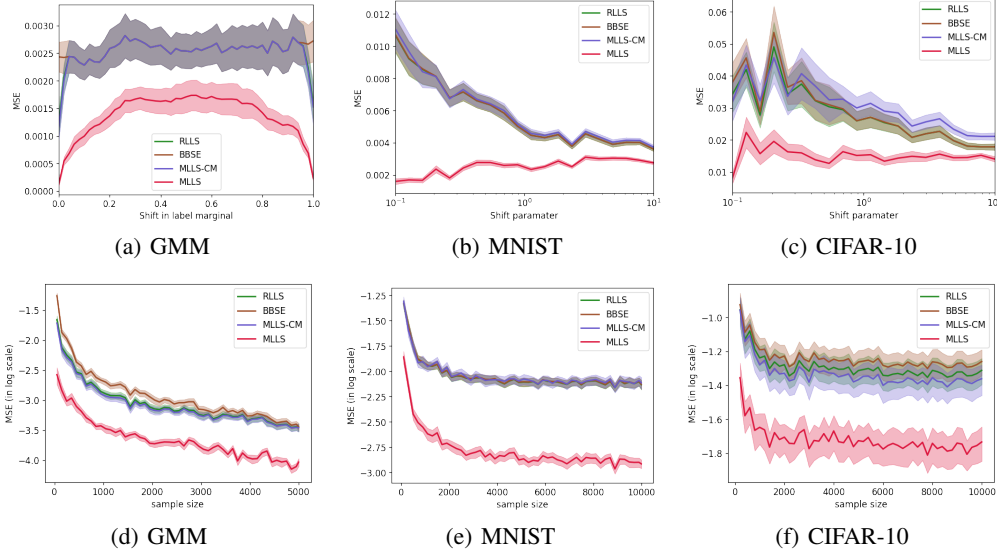 MSE
0.0030
0.0025
0.0020
0.0015
0.0010
0.0005
0.0000
RLLS
BBSE
MLLS-CM
MLLS
0.0 0.2 0.4 0.6 0.8 1.0
Shift in label marginal
(a) GMM
MSE
0.012
0.010
0.008
0.006
0.004
0.002
RLLS
BBSE
MLLS-CM
MLLS
10⁻¹ 10⁰ 10¹
Shift paramater
(b) MNIST
MSE
0.06
0.05
0.04
0.03
0.02
0.01
RLLS
BBSE
MLLS-CM
MLLS
10⁻¹ 10⁰ 10¹
Shift paramater
(c) CIFAR-10
MSE (in log scale)
−1.5
−2.0
−2.5
−3.0
−3.5
−4.0
RLLS
BBSE
MLLS-CM
MLLS
0 1000 2000 3000 4000 5000
sample size
(d) GMM
MSE (in log scale)
−1.25
−1.50
−1.75
−2.00
−2.25
−2.50
−2.75
−3.00
RLLS
BBSE
MLLS-CM
MLLS
0 2000 4000 6000 8000 10000
sample size
(e) MNIST
MSE (in log scale)
−1.0
−1.2
−1.4
−1.6
−1.8
RLLS
BBSE
MLLS-CM
MLLS
0 2000 4000 6000 8000 10000
sample size
(f) CIFAR-10